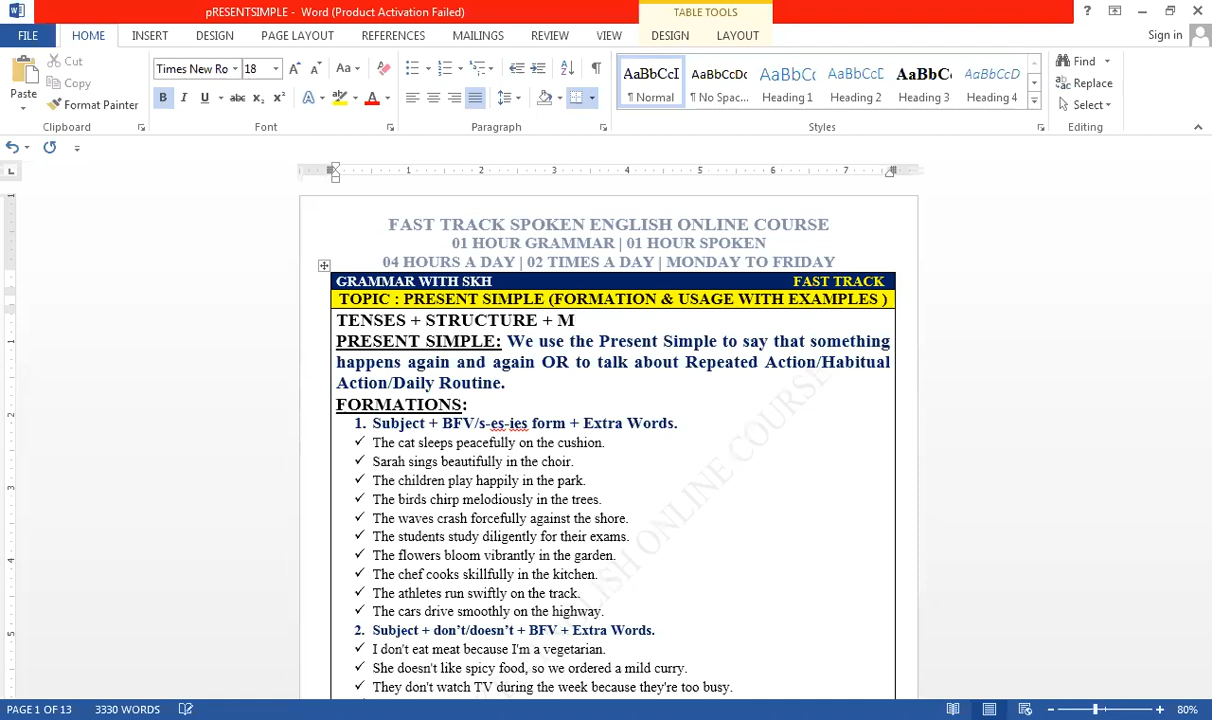 pRESENTSIMPLE - Word (Product Activation Failed)
TABLE TOOLS
FILE HOME INSERT DESIGN PAGE LAYOUT REFERENCES MAILINGS REVIEW VIEW DESIGN LAYOUT Sign in
Paste
Cut
Copy
Format Painter
Clipboard
Times New Ro 18
Font
Paragraph
AaBbCcI AaBbCcDc AaBbCc AaBbCcD AaBbC AaBbCcD
¶ Normal ¶ No Spac... Heading 1 Heading 2 Heading 3 Heading 4
Styles
Find
Replace
Select
Editing
1 2 3 4 5 6 7
FAST TRACK SPOKEN ENGLISH ONLINE COURSE
01 HOUR GRAMMAR | 01 HOUR SPOKEN
04 HOURS A DAY | 02 TIMES A DAY | MONDAY TO FRIDAY
GRAMMAR WITH SKH FAST TRACK
TOPIC : PRESENT SIMPLE (FORMATION & USAGE WITH EXAMPLES )
TENSES + STRUCTURE + M
PRESENT SIMPLE: We use the Present Simple to say that something
happens again and again OR to talk about Repeated Action/Habitual
Action/Daily Routine.
FORMATIONS:
1. Subject + BFV/s-es-ies form + Extra Words.
✓ The cat sleeps peacefully on the cushion.
✓ Sarah sings beautifully in the choir.
✓ The children play happily in the park.
✓ The birds chirp melodiously in the trees.
✓ The waves crash forcefully against the shore.
✓ The students study diligently for their exams.
✓ The flowers bloom vibrantly in the garden.
✓ The chef cooks skillfully in the kitchen.
✓ The athletes run swiftly on the track.
✓ The cars drive smoothly on the highway.
2. Subject + don't/doesn't + BFV + Extra Words.
✓ I don't eat meat because I'm a vegetarian.
✓ She doesn't like spicy food, so we ordered a mild curry.
✓ They don't watch TV during the week because they're too busy.
ONLINE COURSE
PAGE 1 OF 13 3330 WORDS 80%